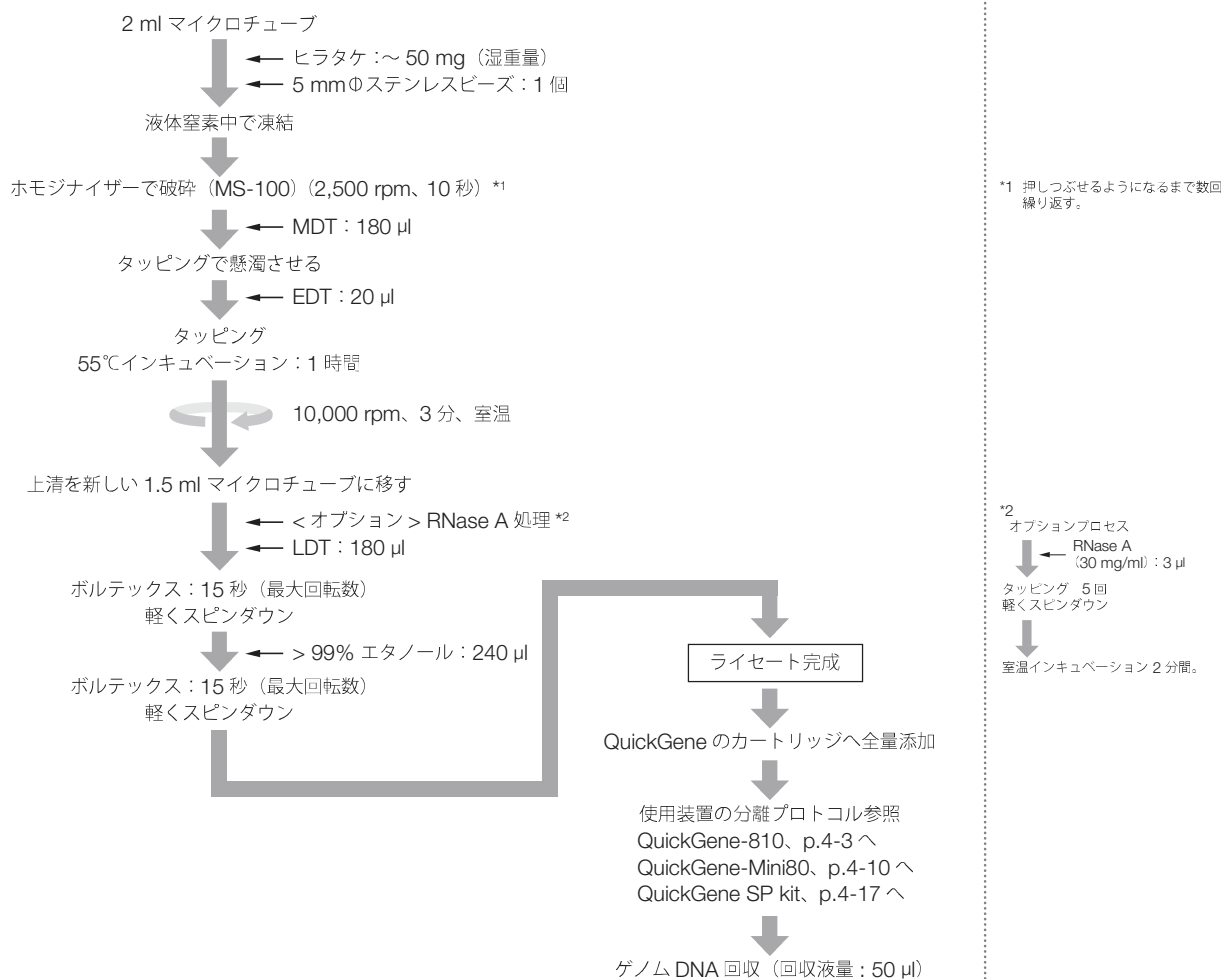 2 ml マイクロチューブ
ヒラタケ：～ 50 mg（湿重量）
5 mmΦステンレスビーズ：1 個
液体窒素中で凍結
ホモジナイザーで破砕（MS-100）（2,500 rpm、10 秒）*1
MDT：180 µl
タッピングで懸濁させる
EDT：20 µl
タッピング
55℃インキュベーション：1 時間
10,000 rpm、3 分、室温
上清を新しい 1.5 ml マイクロチューブに移す
< オプション > RNase A 処理 *2
LDT：180 µl
ボルテックス：15 秒（最大回転数）
軽くスピンダウン
> 99% エタノール：240 µl
ボルテックス：15 秒（最大回転数）
軽くスピンダウン
ライセート完成
QuickGene のカートリッジへ全量添加
使用装置の分離プロトコル参照
QuickGene-810、p.4-3 へ
QuickGene-Mini80、p.4-10 へ
QuickGene SP kit、p.4-17 へ
ゲノム DNA 回収（回収液量 : 50 µl）
*1 押しつぶせるようになるまで数回
繰り返す。
*2
オプションプロセス
RNase A
（30 mg/ml）：3 µl
タッピング 5 回
軽くスピンダウン
室温インキュベーション 2 分間。